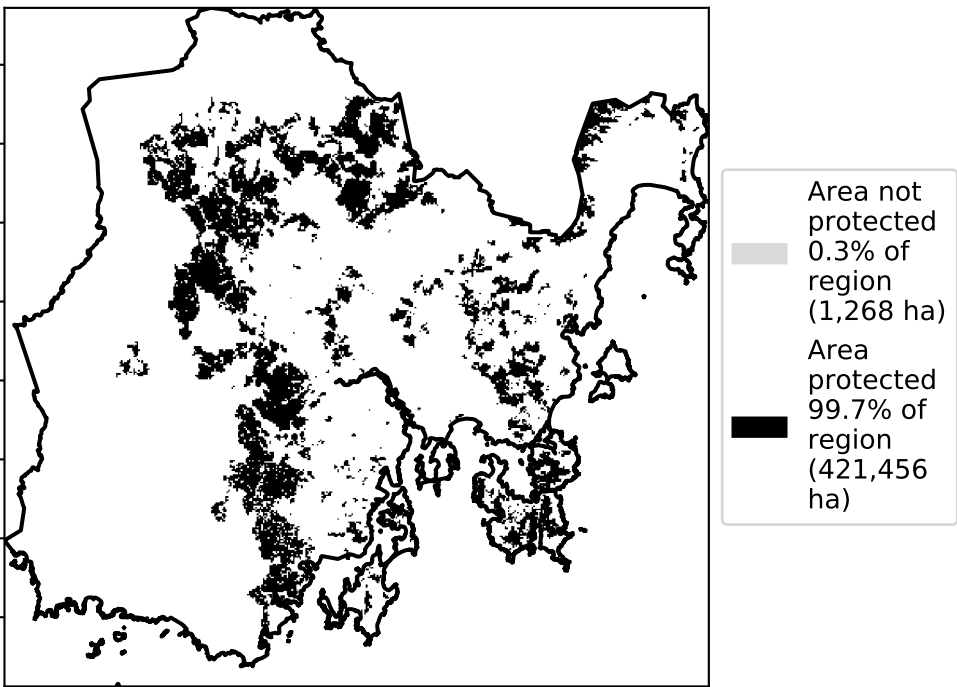 Area not
protected
0.3% of
region
(1,268 ha)
Area
protected
99.7% of
region
(421,456
ha)